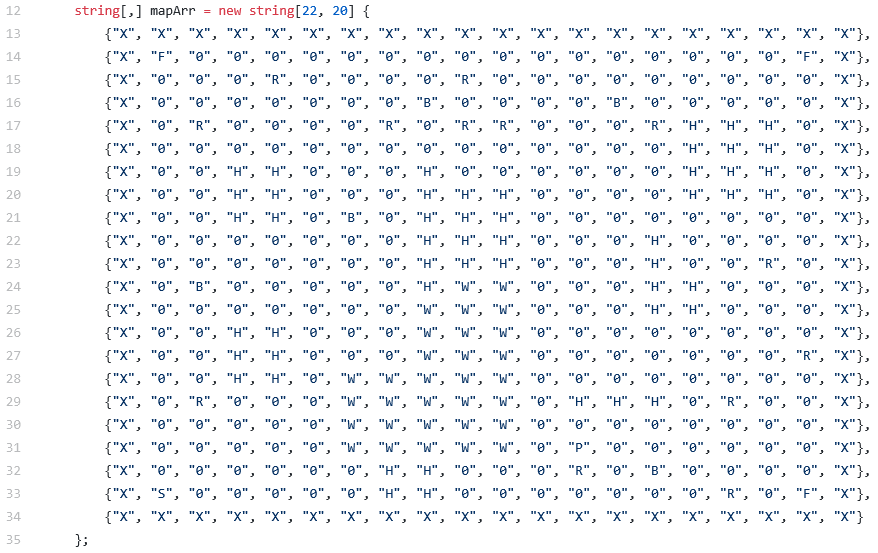 12 string[,] mapArr = new string[22, 20] {
13 {"X", "X", "X", "X", "X", "X", "X", "X", "X", "X", "X", "X", "X", "X", "X", "X", "X", "X", "X", "X"},
14 {"X", "F", "0", "0", "0", "0", "0", "0", "0", "0", "0", "0", "0", "0", "0", "0", "0", "0", "F", "X"},
15 {"X", "0", "0", "0", "R", "0", "0", "0", "0", "R", "0", "0", "0", "0", "0", "0", "0", "0", "0", "X"},
16 {"X", "0", "0", "0", "0", "0", "0", "0", "B", "0", "0", "0", "0", "B", "0", "0", "0", "0", "0", "X"},
17 {"X", "0", "R", "0", "0", "0", "0", "R", "0", "R", "R", "0", "0", "0", "R", "H", "H", "H", "0", "X"},
18 {"X", "0", "0", "0", "0", "0", "0", "0", "0", "0", "0", "0", "0", "0", "0", "H", "H", "H", "0", "X"},
19 {"X", "0", "0", "H", "H", "0", "0", "0", "H", "0", "0", "0", "0", "0", "0", "H", "H", "H", "0", "X"},
20 {"X", "0", "0", "H", "H", "0", "0", "0", "H", "H", "H", "0", "0", "0", "0", "H", "H", "H", "0", "X"},
21 {"X", "0", "0", "H", "H", "0", "B", "0", "H", "H", "H", "0", "0", "0", "0", "0", "0", "0", "0", "X"},
22 {"X", "0", "0", "0", "0", "0", "0", "0", "H", "H", "H", "0", "0", "0", "H", "0", "0", "0", "0", "X"},
23 {"X", "0", "0", "0", "0", "0", "0", "0", "H", "H", "H", "0", "0", "0", "H", "0", "0", "R", "0", "X"},
24 {"X", "0", "B", "0", "0", "0", "0", "0", "H", "W", "W", "0", "0", "0", "H", "H", "0", "0", "0", "X"},
25 {"X", "0", "0", "0", "0", "0", "0", "0", "W", "W", "W", "0", "0", "0", "H", "H", "0", "0", "0", "X"},
26 {"X", "0", "0", "H", "H", "0", "0", "0", "W", "W", "W", "0", "0", "0", "0", "0", "0", "0", "0", "X"},
27 {"X", "0", "0", "H", "H", "0", "0", "0", "W", "W", "W", "0", "0", "0", "0", "0", "0", "0", "R", "X"},
28 {"X", "0", "0", "H", "H", "0", "W", "W", "W", "W", "W", "0", "0", "0", "0", "0", "0", "0", "0", "X"},
29 {"X", "0", "R", "0", "0", "0", "W", "W", "W", "W", "W", "0", "H", "H", "H", "0", "R", "0", "0", "X"},
30 {"X", "0", "0", "0", "0", "0", "W", "W", "W", "W", "W", "0", "0", "0", "0", "0", "0", "0", "0", "X"},
31 {"X", "0", "0", "0", "0", "0", "W", "W", "W", "W", "W", "0", "P", "0", "0", "0", "0", "0", "0", "X"},
32 {"X", "0", "0", "0", "0", "0", "0", "H", "H", "0", "0", "0", "R", "0", "B", "0", "0", "0", "0", "X"},
33 {"X", "S", "0", "0", "0", "0", "0", "H", "H", "0", "0", "0", "0", "0", "0", "0", "R", "0", "F", "X"},
34 {"X", "X", "X", "X", "X", "X", "X", "X", "X", "X", "X", "X", "X", "X", "X", "X", "X", "X", "X", "X"}
35 };